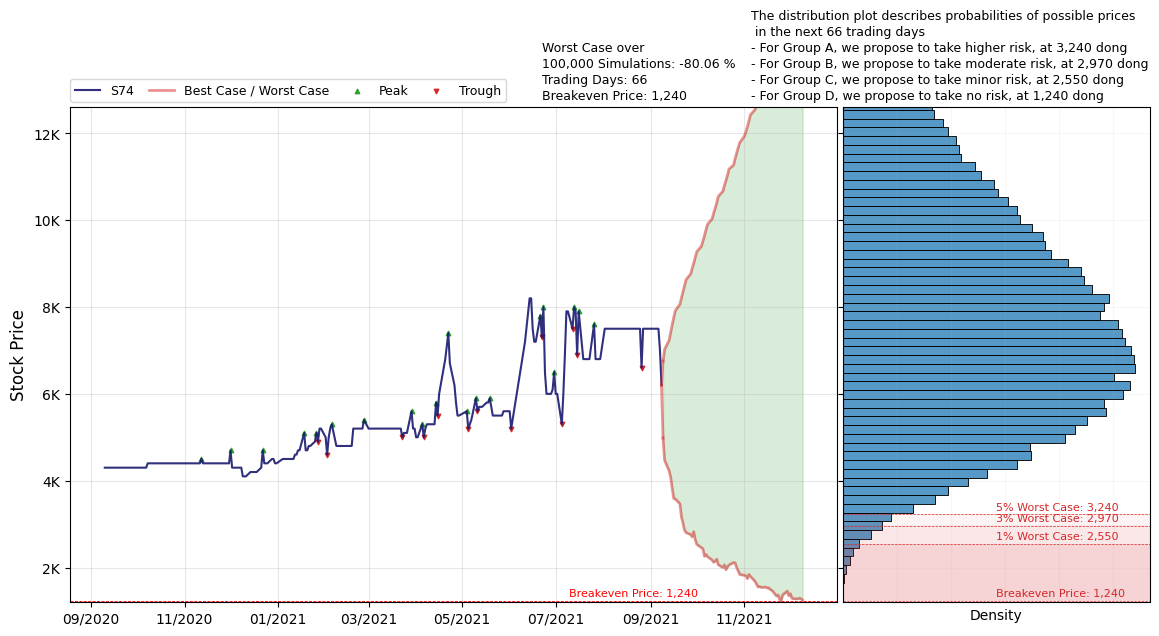 The distribution plot describes probabilities of possible prices
in the next 66 trading days
- For Group A, we propose to take higher risk, at 3,240 dong
- For Group B, we propose to take moderate risk, at 2,970 dong
- For Group C, we propose to take minor risk, at 2,550 dong
- For Group D, we propose to take no risk, at 1,240 dong
Worst Case over
100,000 Simulations: -80.06 %
Trading Days: 66
Breakeven Price: 1,240
S74
Best Case / Worst Case
Peak
Trough
Stock Price
12K
10K
8K
6K
4K
2K
Breakeven Price: 1,240
09/2020
11/2020
01/2021
03/2021
05/2021
07/2021
09/2021
11/2021
5% Worst Case: 3,240
3% Worst Case: 2,970
1% Worst Case: 2,550
Breakeven Price: 1,240
Density